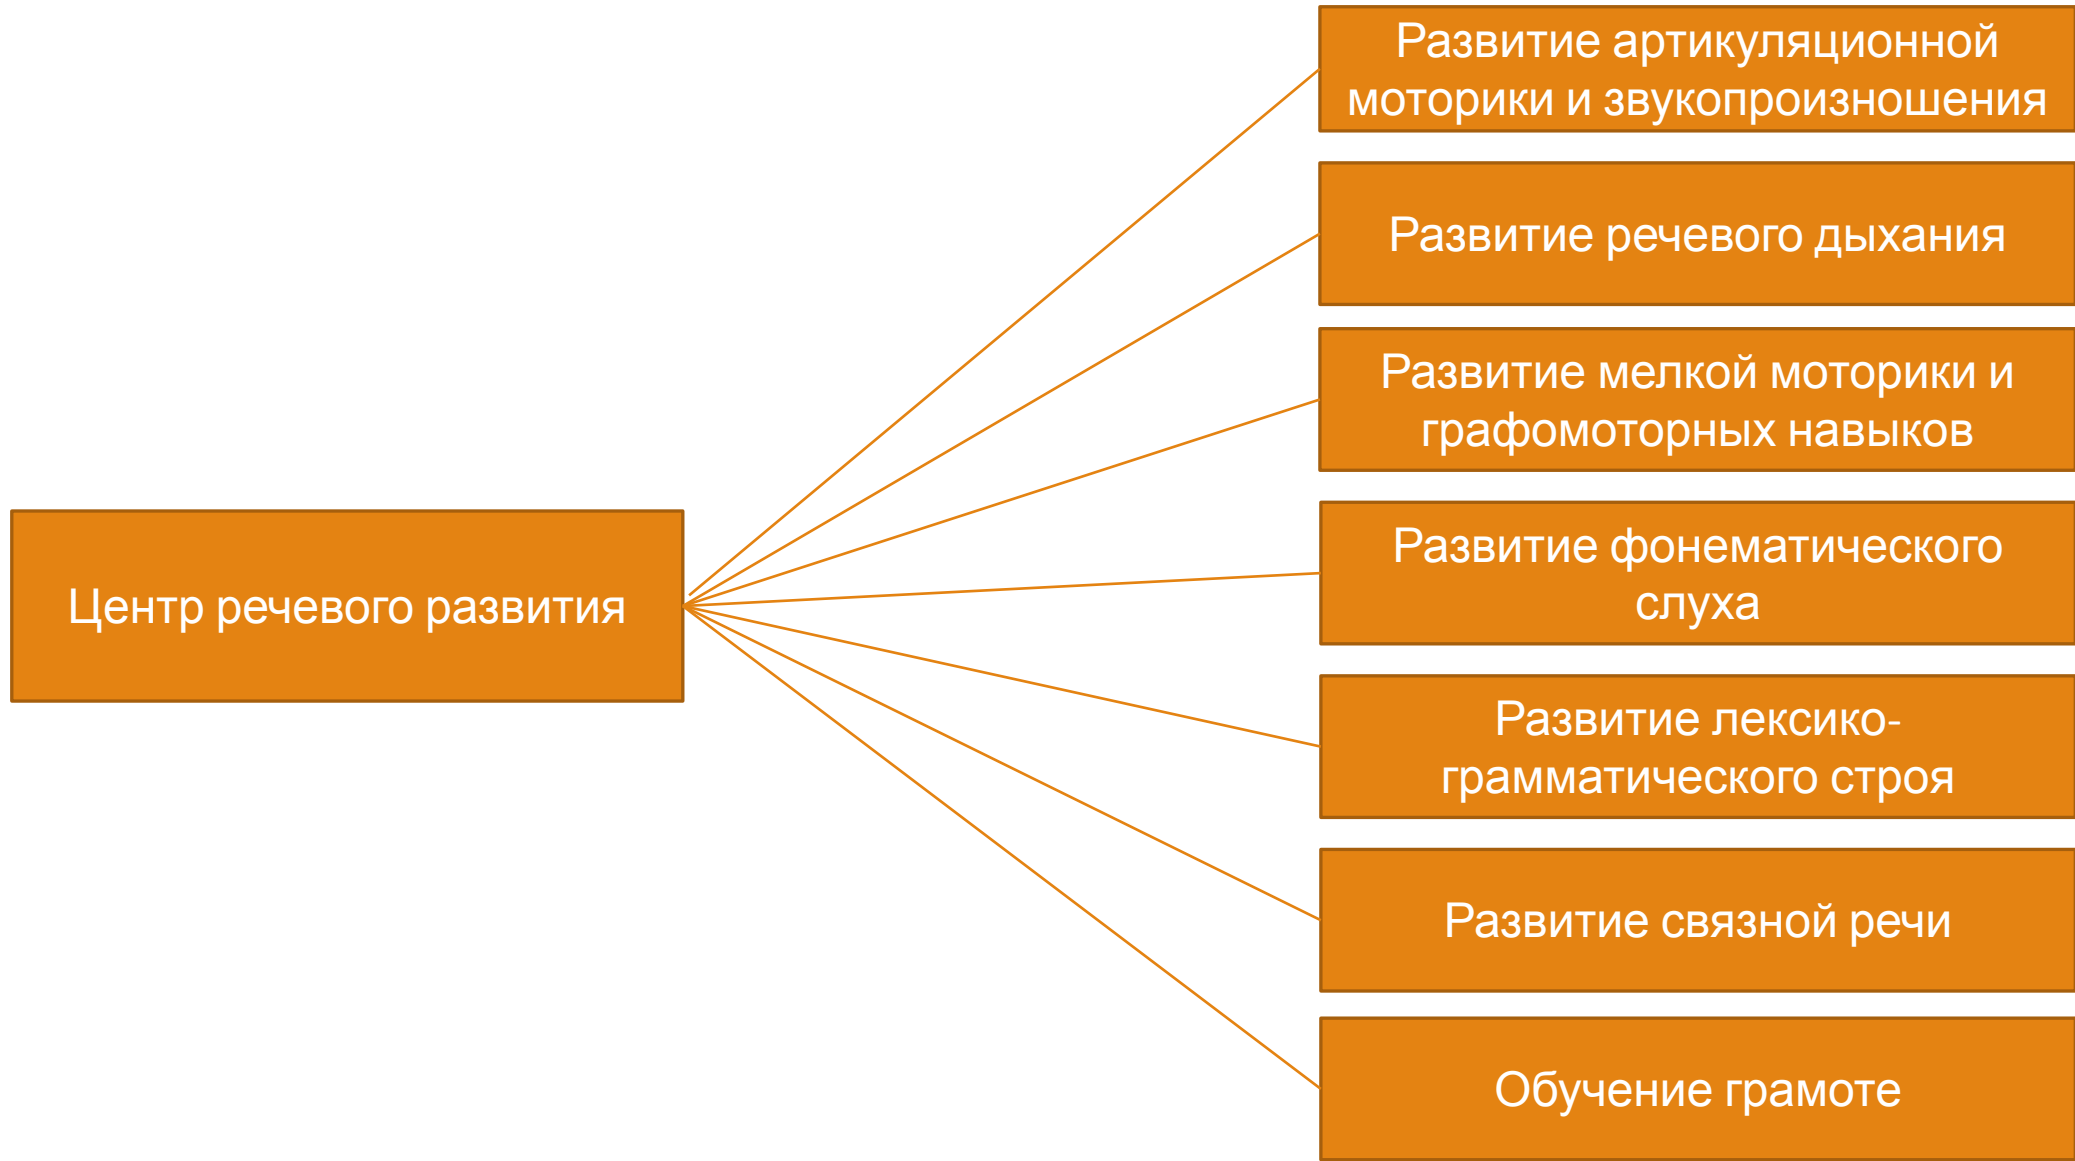 Развитие артикуляционной
моторики и звукопроизношения
Развитие речевого дыхания
Развитие мелкой моторики и
графомоторных навыков
Развитие фонематического
слуха
Центр речевого развития
Развитие лексико-
грамматического строя
Развитие связной речи
Обучение грамоте